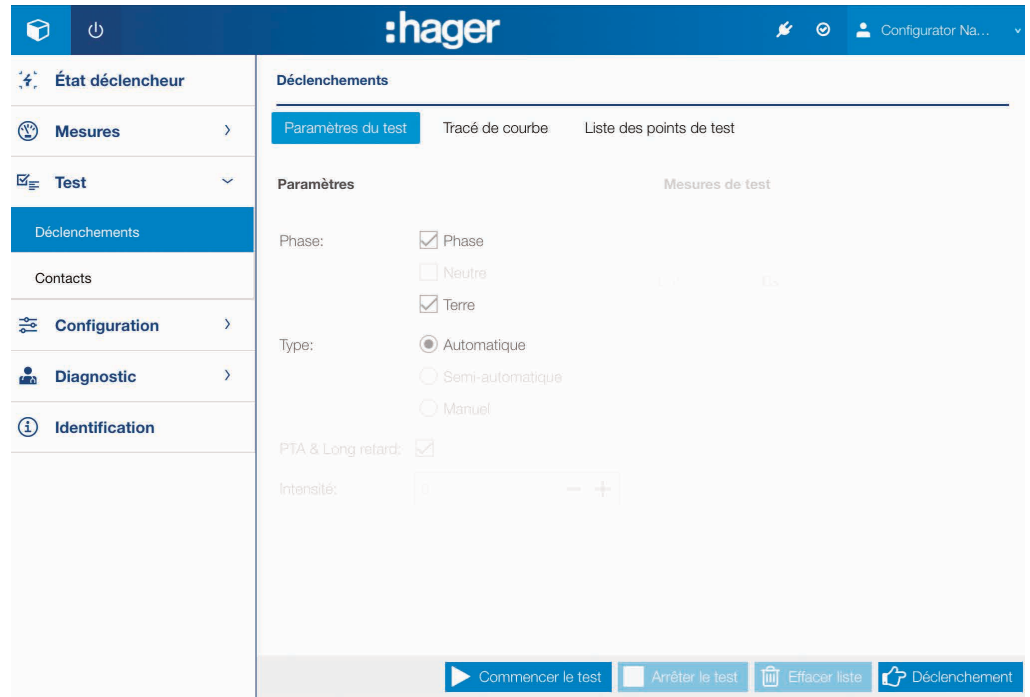 :hager
Configurator Na...
État déclencheur
Mesures
Test
Déclenchements
Contacts
Configuration
Diagnostic
Identification
Déclenchements
Paramètres du test
Tracé de courbe
Liste des points de test
Paramètres
Mesures de test
Phase:
Phase
Neutre
Terre
Type:
Automatique
Semi-automatique
Manuel
PTA & Long retard:
Intensité:
Commencer le test
Arrêter le test
Effacer liste
Déclenchement